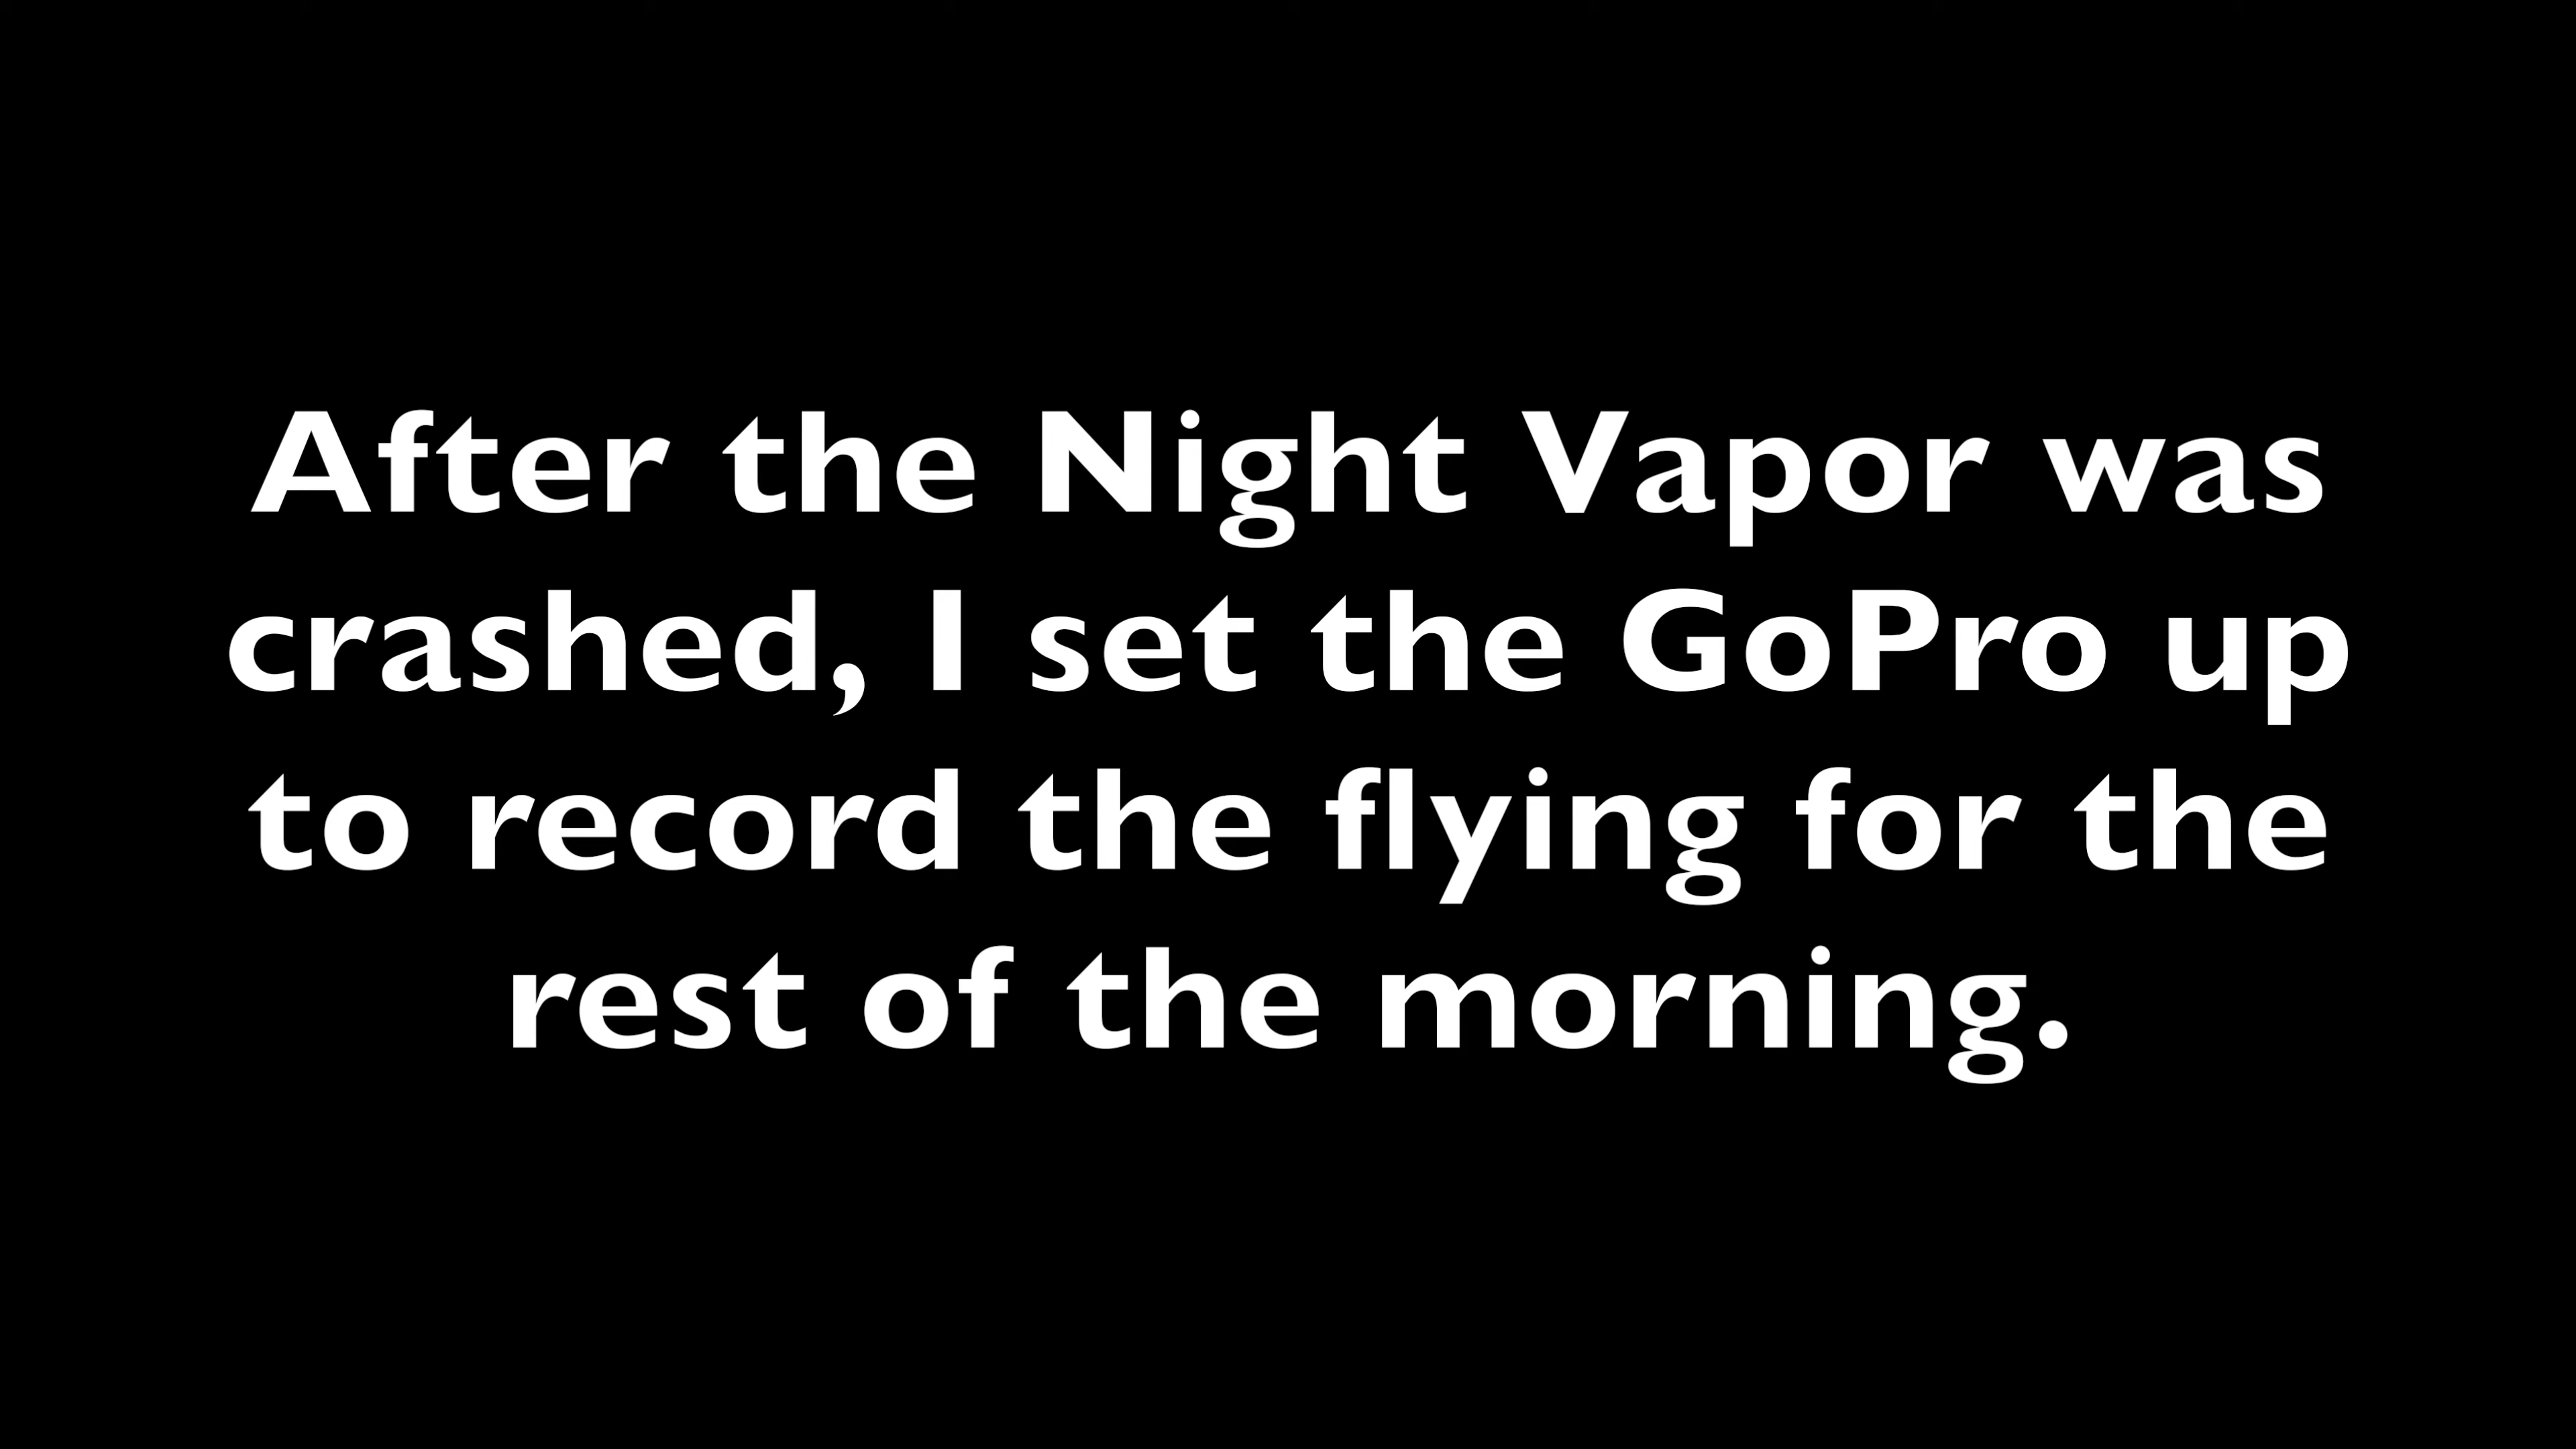 After the Night Vapor was
crashed, I set the GoPro up
to record the flying for the
rest of the morning.